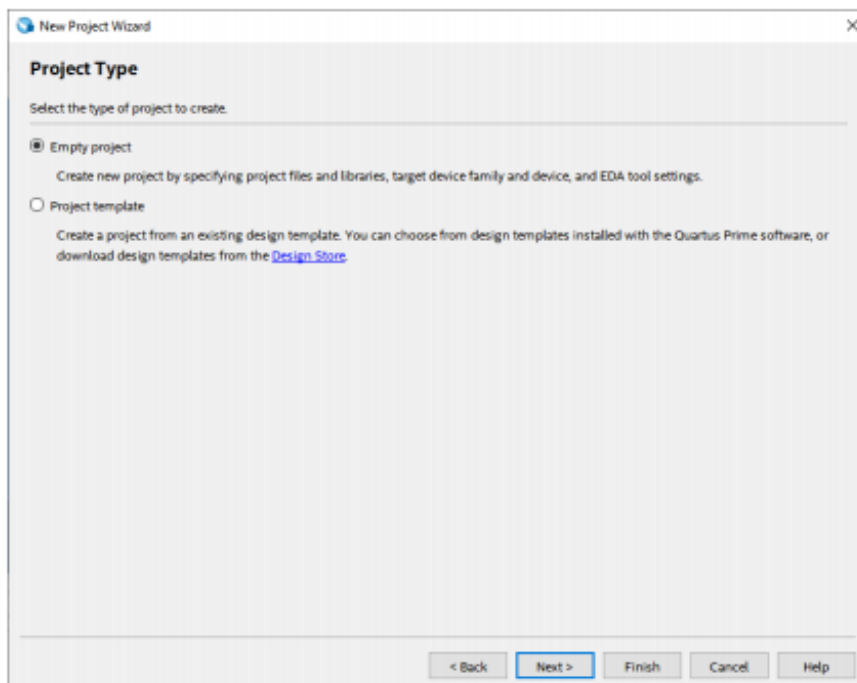 New Project Wizard
Project Type
Select the type of project to create.
Empty project
Create new project by specifying project files and libraries, target device family and device, and EDA tool settings.
Project template
Create a project from an existing design template. You can choose from design templates installed with the Quartus Prime software, or
download design templates from the Design Store.
< Back Next > Finish Cancel Help